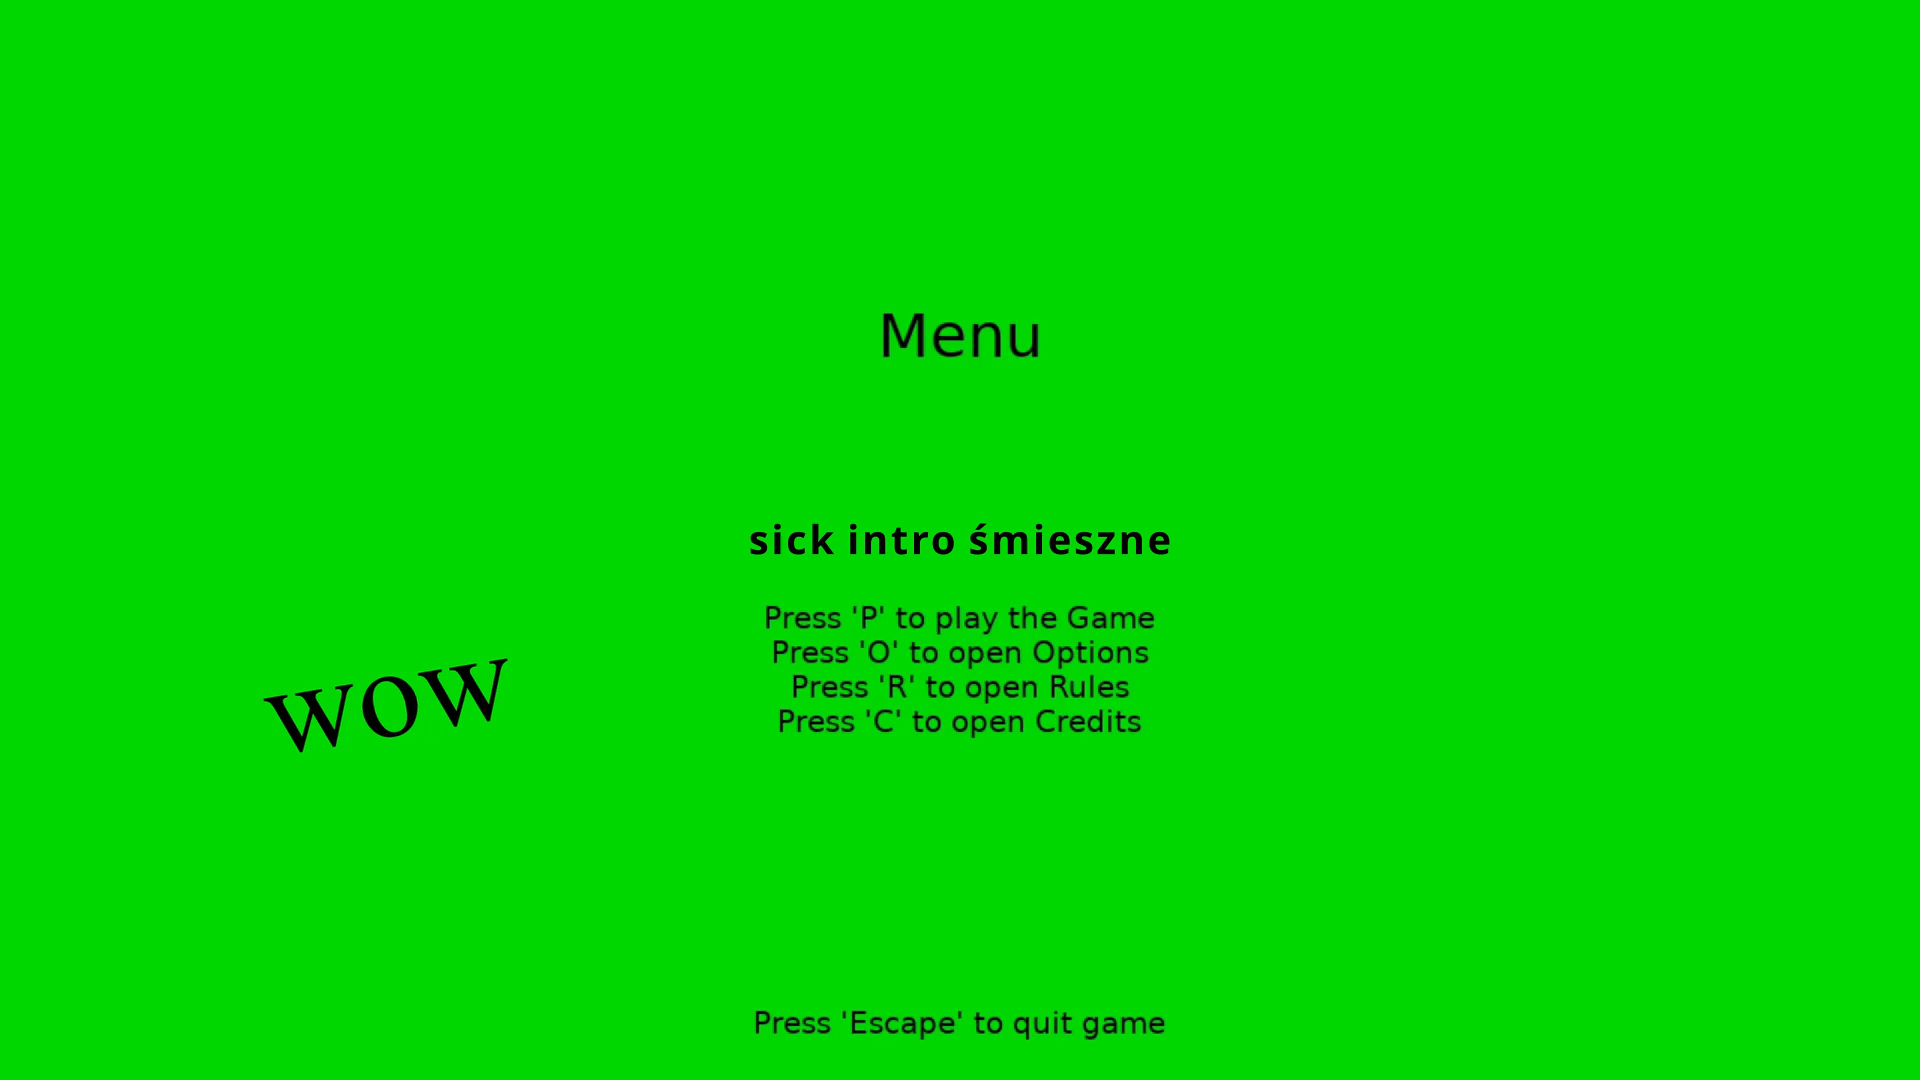 Menu
sick intro śmieszne
Press 'P' to play the Game
Press 'O' to open Options
wow
Press 'R' to open Rules
Press 'C' to open Credits
Press 'Escape' to quit game